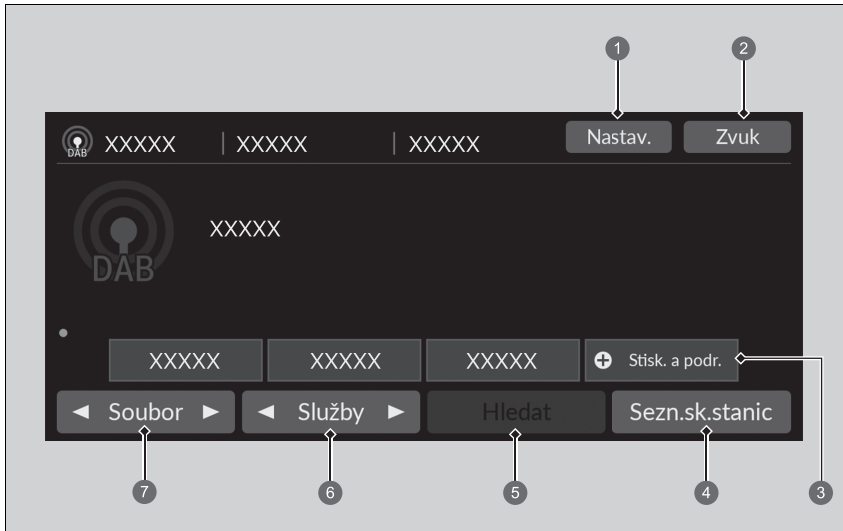 1 2
DAB XXXXX | XXXXX | XXXXX Nastav. Zvuk
DAB XXXXX
XXXXX XXXXX XXXXX Stisk. a podr.
Soubor Služby Hledat Sezn.sk.stanic
7 6 5 4 3